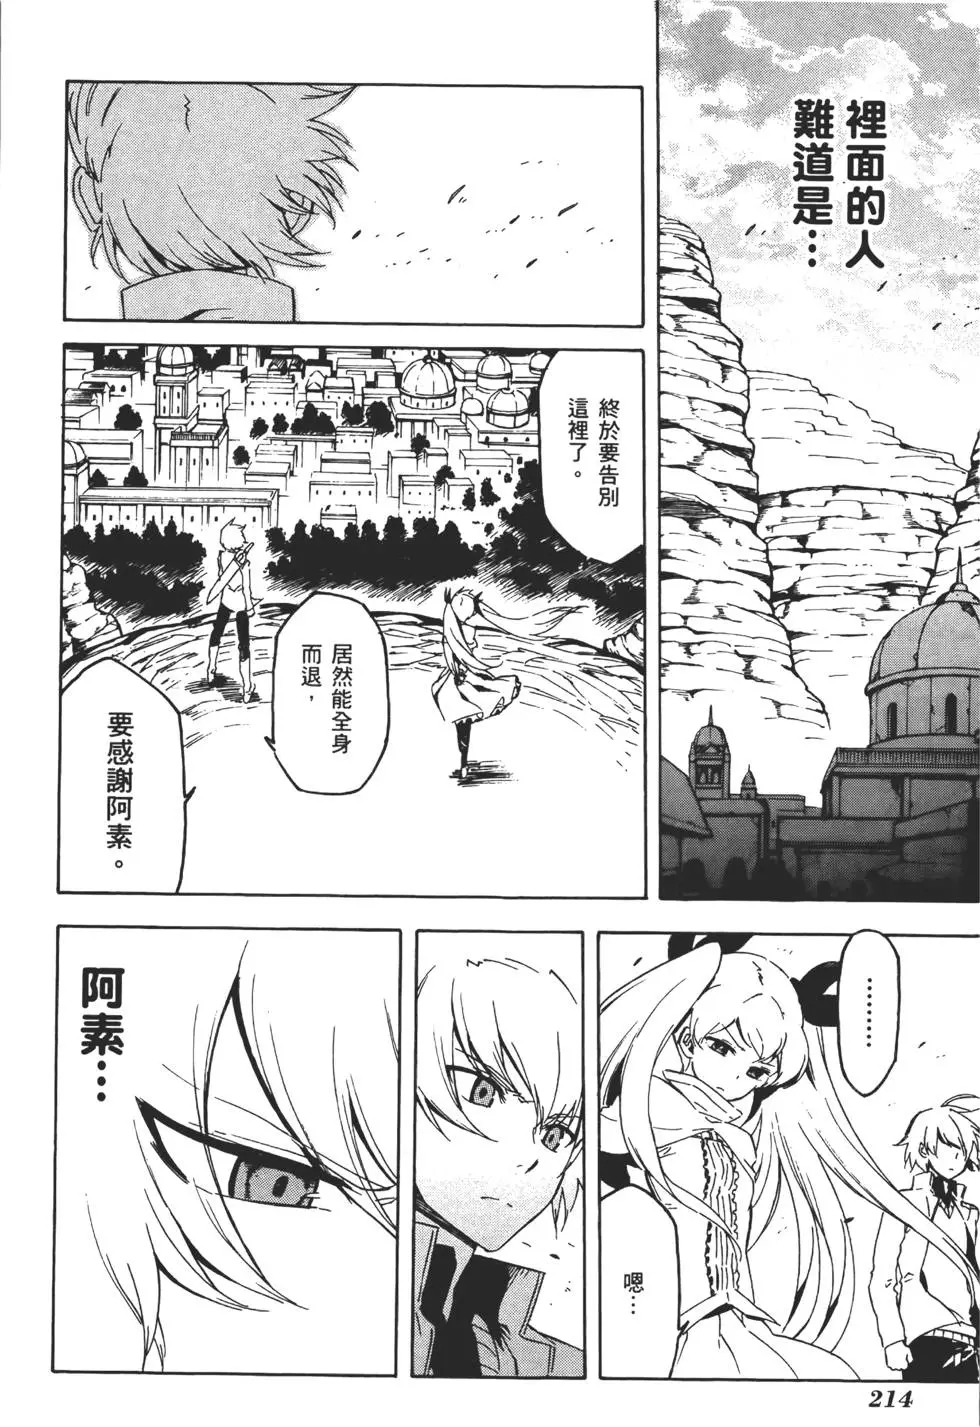 裡面的人
難道是…
終於要告別
這裡了。
居然能全身
而退，
要感謝阿素。
………
嗯…
阿素…
214